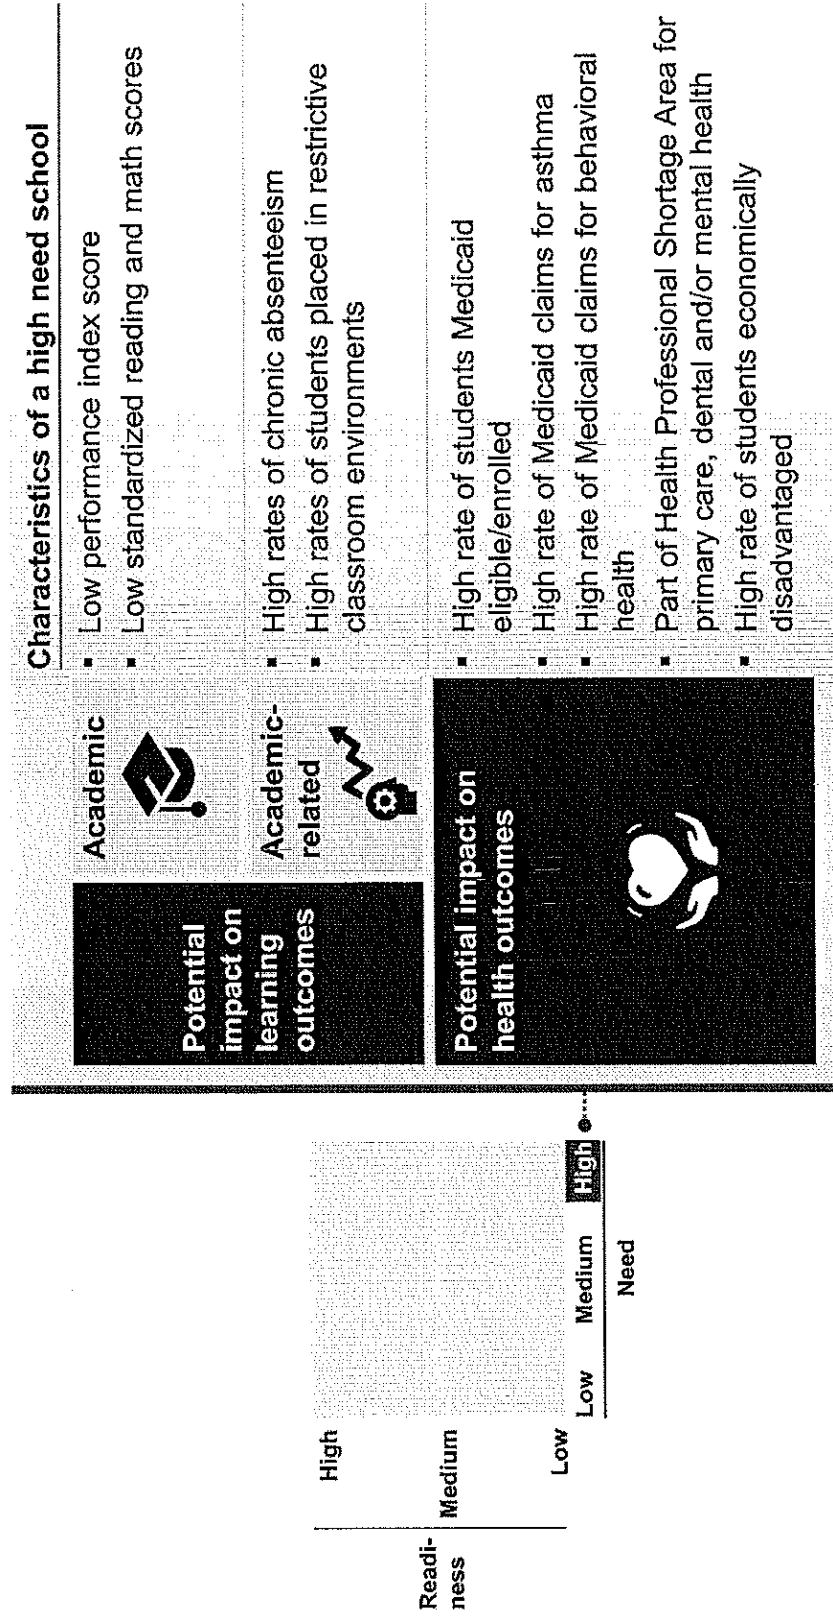 Readi-
ness
High
Medium
Low
Low Medium High
Need
Characteristics of a high need school
Potential
impact on
learning
outcomes
Academic
▪ Low performance index score
▪ Low standardized reading and math scores
Academic-
related
▪ High rates of chronic absenteeism
▪ High rates of students placed in restrictive
classroom environments
Potential impact on
health outcomes
▪ High rate of students Medicaid
eligible/enrolled
▪ High rate of Medicaid claims for asthma
▪ High rate of Medicaid claims for behavioral
health
▪ Part of Health Professional Shortage Area for
primary care, dental and/or mental health
▪ High rate of students economically
disadvantaged